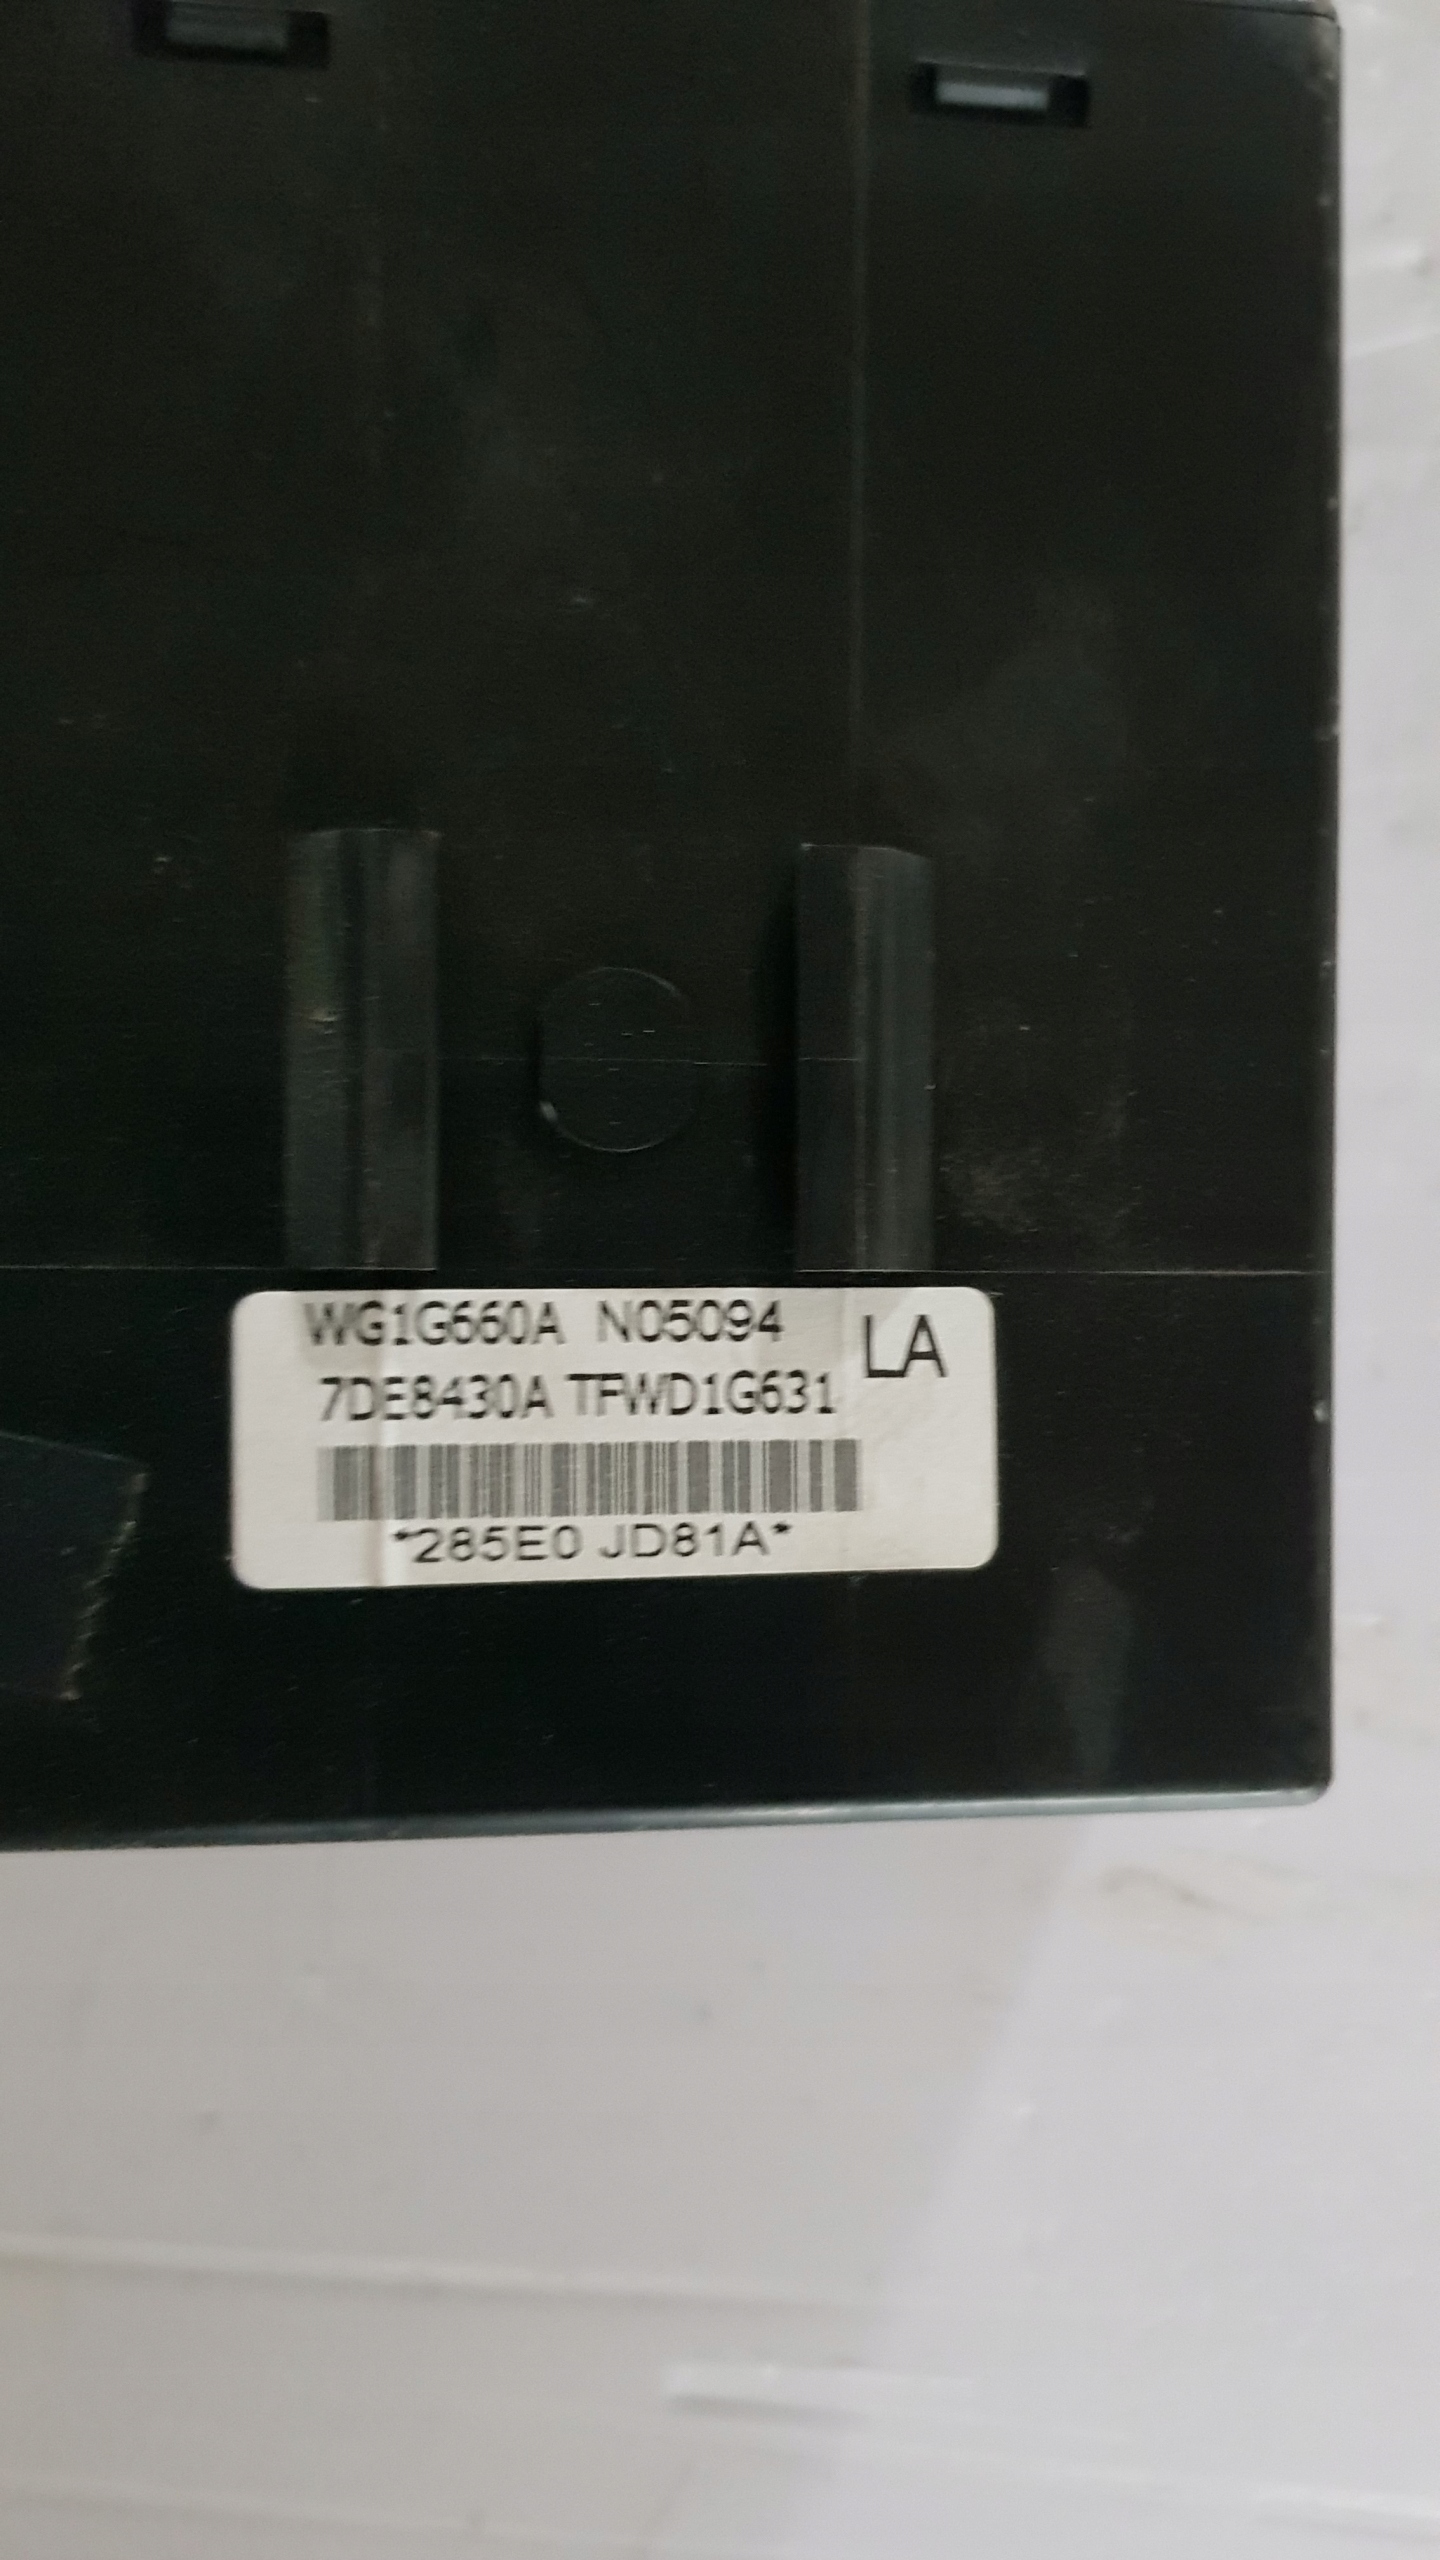 WG1G660A N05094
LA
7DE8430A TFWD1G631
*285E0 JD81A*